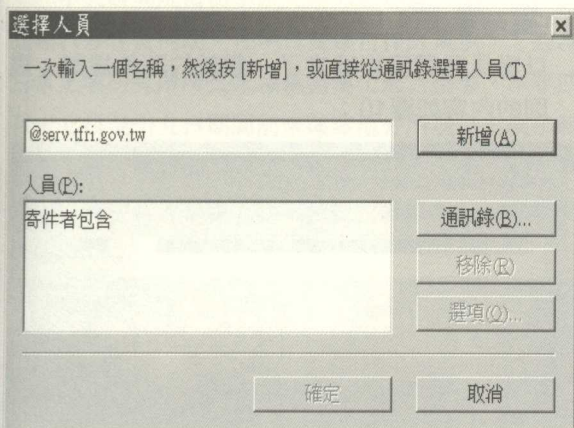 選擇人員
一次輸入一個名稱，然後按 [新增]，或直接從通訊錄選擇人員(T)
@serv.tfri.gov.tw
新增(A)
人員(P):
寄件者包含
通訊錄(B)...
移除(R)
選項(O)...
確定
取消